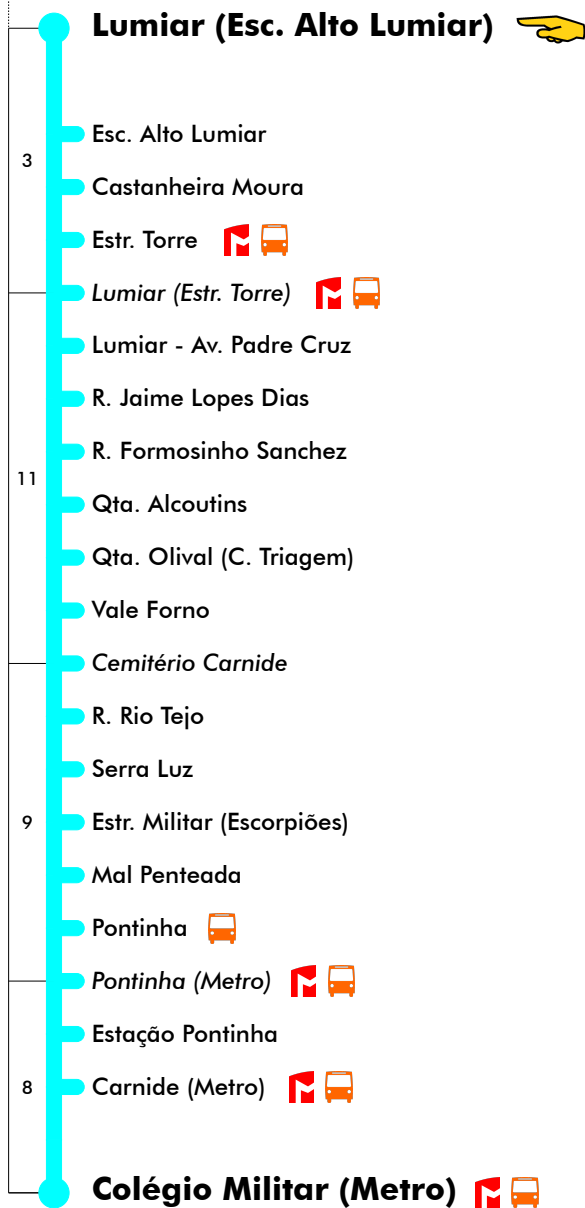 Lumiar (Esc. Alto Lumiar)
Esc. Alto Lumiar
3
Castanheira Moura
Estr. Torre
Lumiar (Estr. Torre)
Lumiar - Av. Padre Cruz
R. Jaime Lopes Dias
R. Formosinho Sanchez
11
Qta. Alcoutins
Qta. Olival (C. Triagem)
Vale Forno
Cemitério Carnide
R. Rio Tejo
Serra Luz
9
Estr. Militar (Escorpiões)
Mal Penteada
Pontinha
Pontinha (Metro)
Estação Pontinha
8
Carnide (Metro)
Colégio Militar (Metro)